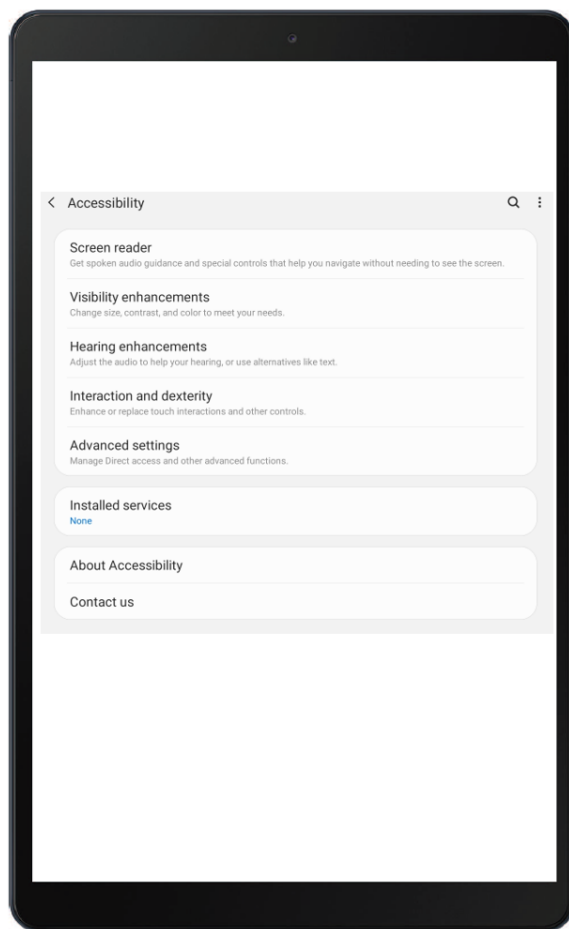 Accessibility
Screen reader
Get spoken audio guidance and special controls that help you navigate without needing to see the screen.
Visibility enhancements
Change size, contrast, and color to meet your needs.
Hearing enhancements
Adjust the audio to help your hearing, or use alternatives like text.
Interaction and dexterity
Enhance or replace touch interactions and other controls.
Advanced settings
Manage Direct access and other advanced functions.
Installed services
None
About Accessibility
Contact us